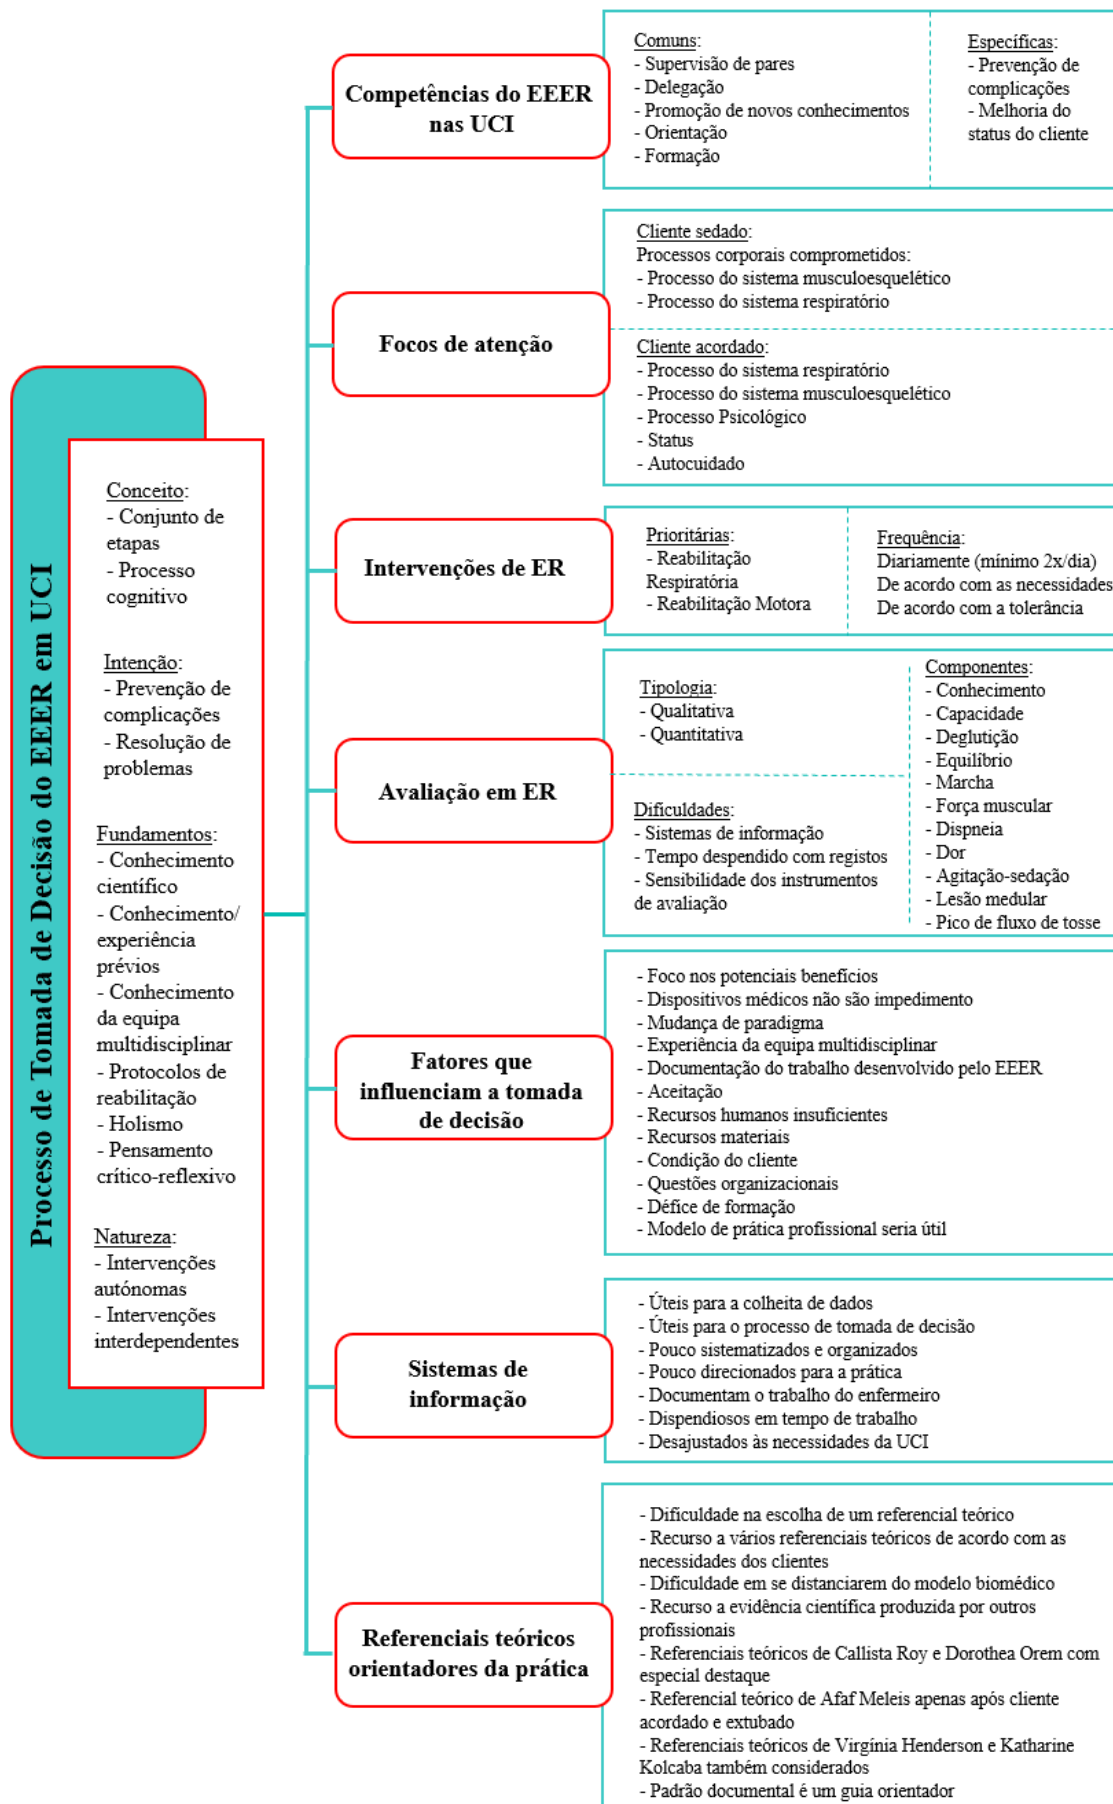 Processo de Tomada de Decisão do EEER em UCI
Conceito:
- Conjunto de
etapas
- Processo
cognitivo
Intenção:
- Prevenção de
complicações
- Resolução de
problemas
Fundamentos:
- Conhecimento
científico
- Conhecimento/
experiência
prévios
- Conhecimento
da equipa
multidisciplinar
- Protocolos de
reabilitação
- Holismo
- Pensamento
crítico-reflexivo
Natureza:
- Intervenções
autónomas
- Intervenções
interdependentes
Competências do EEER
nas UCI
Comuns:
- Supervisão de pares
- Delegação
- Promoção de novos conhecimentos
- Orientação
- Formação
Específicas:
- Prevenção de
complicações
- Melhoria do
status do cliente
Focos de atenção
Cliente sedado:
Processos corporais comprometidos:
- Processo do sistema musculoesquelético
- Processo do sistema respiratório
Cliente acordado:
- Processo do sistema respiratório
- Processo do sistema musculoesquelético
- Processo Psicológico
- Status
- Autocuidado
Intervenções de ER
Prioritárias:
- Reabilitação
Respiratória
- Reabilitação Motora
Frequência:
Diariamente (mínimo 2x/dia)
De acordo com as necessidades
De acordo com a tolerância
Avaliação em ER
Tipologia:
- Qualitativa
- Quantitativa
Dificuldades:
- Sistemas de informação
- Tempo despendido com registos
- Sensibilidade dos instrumentos
de avaliação
Componentes:
- Conhecimento
- Capacidade
- Deglutição
- Equilíbrio
- Marcha
- Força muscular
- Dispneia
- Dor
- Agitação-sedação
- Lesão medular
- Pico de fluxo de tosse
Fatores que
influenciam a tomada
de decisão
- Foco nos potenciais benefícios
- Dispositivos médicos não são impedimento
- Mudança de paradigma
- Experiência da equipa multidisciplinar
- Documentação do trabalho desenvolvido pelo EEER
- Aceitação
- Recursos humanos insuficientes
- Recursos materiais
- Condição do cliente
- Questões organizacionais
- Défice de formação
- Modelo de prática profissional seria útil
Sistemas de
informação
- Úteis para a colheita de dados
- Úteis para o processo de tomada de decisão
- Pouco sistematizados e organizados
- Pouco direcionados para a prática
- Documentam o trabalho do enfermeiro
- Dispendiosos em tempo de trabalho
- Desajustados às necessidades da UCI
Referenciais teóricos
orientadores da prática
- Dificuldade na escolha de um referencial teórico
- Recurso a vários referenciais teóricos de acordo com as
necessidades dos clientes
- Dificuldade em se distanciarem do modelo biomédico
- Recurso a evidência científica produzida por outros
profissionais
- Referenciais teóricos de Callista Roy e Dorothea Orem com
especial destaque
- Referencial teórico de Afaf Meleis apenas após cliente
acordado e extubado
- Referenciais teóricos de Virgínia Henderson e Katharine
Kolcaba também considerados
- Padrão documental é um guia orientador